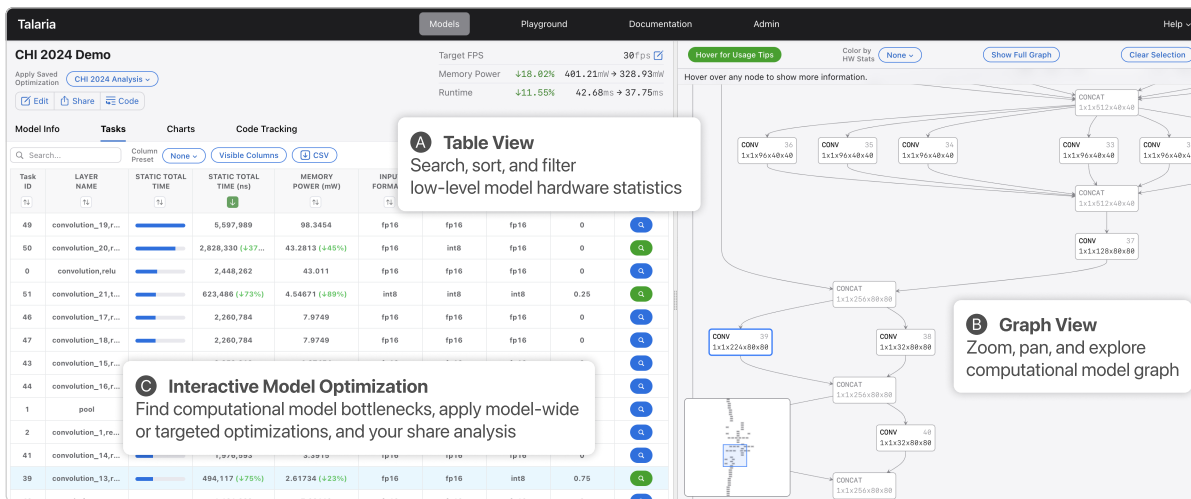 Talaria
Models
Playground
Documentation
Admin
Help
CHI 2024 Demo
Apply Saved
Optimization
CHI 2024 Analysis
Edit
Share
Code
Target FPS
30fps
Memory Power
↓18.02%
401.21mW → 328.93mW
Runtime
↓11.55%
42.68ms → 37.75ms
Model Info
Tasks
Charts
Code Tracking
Search...
Column
Preset
None
Visible Columns
CSV
Task
ID
LAYER
NAME
STATIC TOTAL
TIME
STATIC TOTAL
TIME (ns)
MEMORY
POWER (mW)
49 convolution_19,r... 5,597,989 98.3454 fp16 fp16 fp16 0
50 convolution_20,r... 2,828,330 (↓37... 43.2813 (↓45%) fp16 int8 fp16 0
0 convolution,relu 2,448,262 43.011 fp16 fp16 fp16 0
51 convolution_21,t... 623,486 (↓73%) 4.54671 (↓89%) int8 int8 int8 0.25
46 convolution_17,r... 2,260,784 7.9749 fp16 fp16 fp16 0
47 convolution_18,r... 2,260,784 7.9749 fp16 fp16 fp16 0
43 convolution_15,r...
44 convolution_16,r...
1 pool
2 convolution_1,re...
41 convolution_14,r...
39 convolution_13,r... 494,117 (↓75%) 2.61734 (↓23%) fp16 fp16 int8 0.75
A Table View
Search, sort, and filter
low-level model hardware statistics
C Interactive Model Optimization
Find computational model bottlenecks, apply model-wide
or targeted optimizations, and your share analysis
Hover for Usage Tips
Color by
HW Stats
None
Show Full Graph
Clear Selection
Hover over any node to show more information.
CONCAT
1x1x512x40x40
CONV 36
1x1x96x40x40
CONV 35
1x1x96x40x40
CONV 34
1x1x96x40x40
CONV 33
1x1x96x40x40
CONV
1x1x96x40x4
CONCAT
1x1x512x40x40
CONV 37
1x1x128x80x80
CONCAT
1x1x256x80x80
CONV 39
1x1x224x80x80
CONV 38
1x1x32x80x80
CONCAT
1x1x256x80x80
CONV 40
1x1x32x80x80
CONCAT
1x1x256x80x80
B Graph View
Zoom, pan, and explore
computational model graph